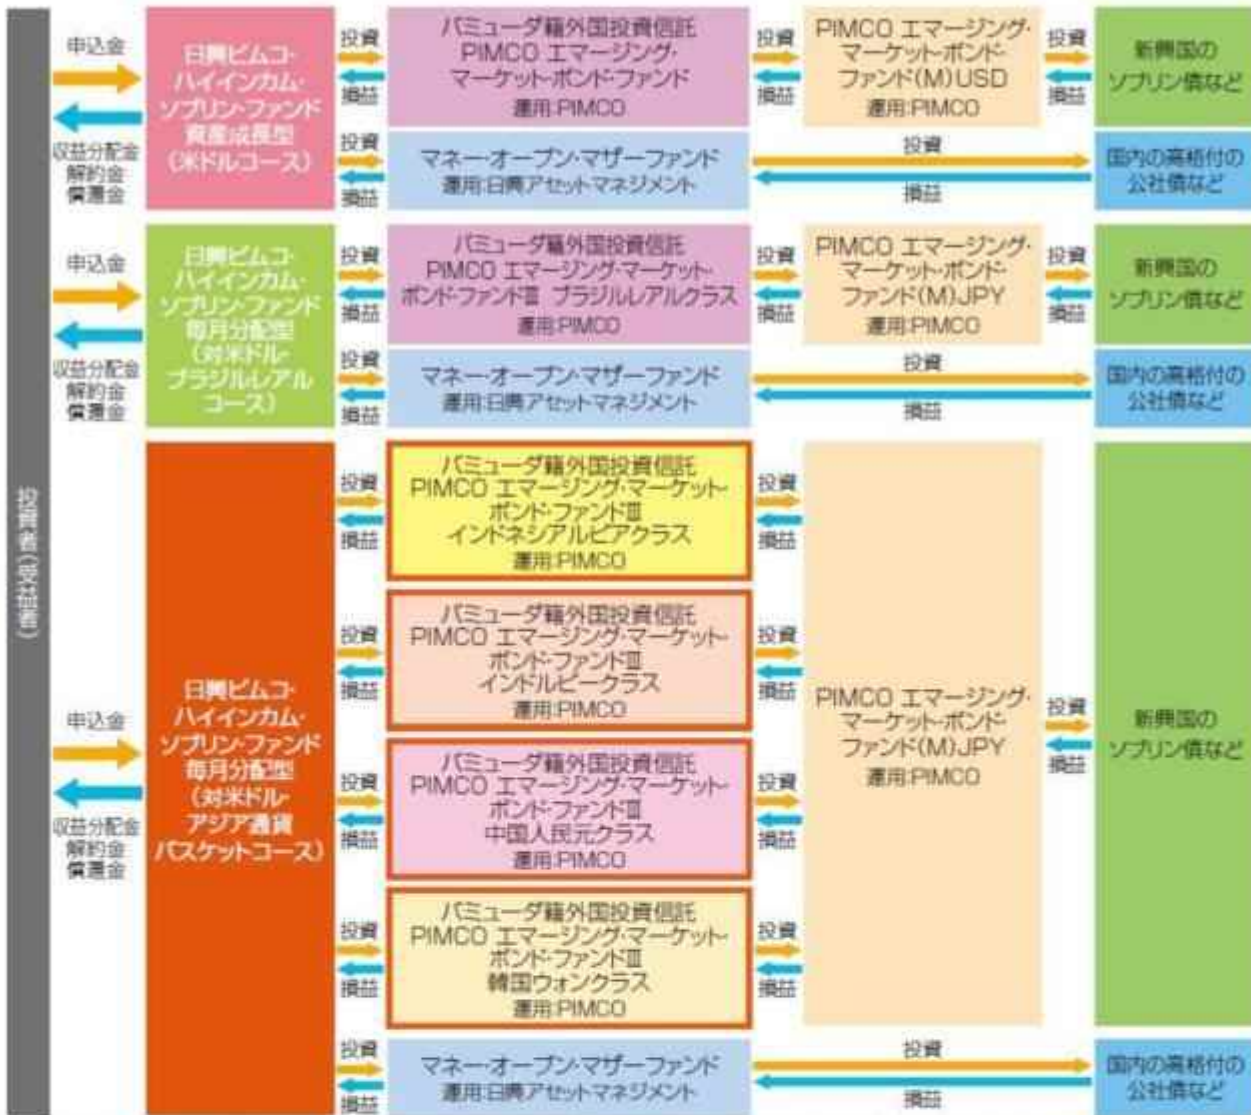 投資者(受益者)
申込金
収益分配金
解約金
償還金
日興ピムコ・
ハイインカム・
ソブリン・ファンド
資産成長型
(米ドルコース)
投資
損益
バミューダ籍外国投資信託
PIMCO エマージング・
マーケット・ボンド・ファンド
運用:PIMCO
投資
損益
PIMCO エマージング・
マーケット・ボンド・
ファンド(M)USD
運用:PIMCO
投資
損益
新興国の
ソブリン債など
投資
損益
マネー・オープン・マザーファンド
運用:日興アセットマネジメント
投資
損益
国内の高格付の
公社債など
申込金
収益分配金
解約金
償還金
日興ピムコ・
ハイインカム・
ソブリン・ファンド
毎月分配型
(対米ドル・
ブラジルレアル
コース)
投資
損益
バミューダ籍外国投資信託
PIMCO エマージング・マーケット・
ボンド・ファンドⅢ ブラジルレアルクラス
運用:PIMCO
投資
損益
PIMCO エマージング・
マーケット・ボンド・
ファンド(M)JPY
運用:PIMCO
投資
損益
新興国の
ソブリン債など
投資
損益
マネー・オープン・マザーファンド
運用:日興アセットマネジメント
投資
損益
国内の高格付の
公社債など
申込金
収益分配金
解約金
償還金
日興ピムコ・
ハイインカム・
ソブリン・ファンド
毎月分配型
(対米ドル・
アジア通貨
バスケットコース)
投資
損益
バミューダ籍外国投資信託
PIMCO エマージング・マーケット・
ボンド・ファンドⅢ
インドネシアルピアクラス
運用:PIMCO
投資
損益
投資
損益
バミューダ籍外国投資信託
PIMCO エマージング・マーケット・
ボンド・ファンドⅢ
インドルピークラス
運用:PIMCO
投資
損益
投資
損益
バミューダ籍外国投資信託
PIMCO エマージング・マーケット・
ボンド・ファンドⅢ
中国人民元クラス
運用:PIMCO
投資
損益
投資
損益
バミューダ籍外国投資信託
PIMCO エマージング・マーケット・
ボンド・ファンドⅢ
韓国ウォンクラス
運用:PIMCO
投資
損益
PIMCO エマージング・
マーケット・ボンド・
ファンド(M)JPY
運用:PIMCO
投資
損益
新興国の
ソブリン債など
投資
損益
マネー・オープン・マザーファンド
運用:日興アセットマネジメント
投資
損益
国内の高格付の
公社債など